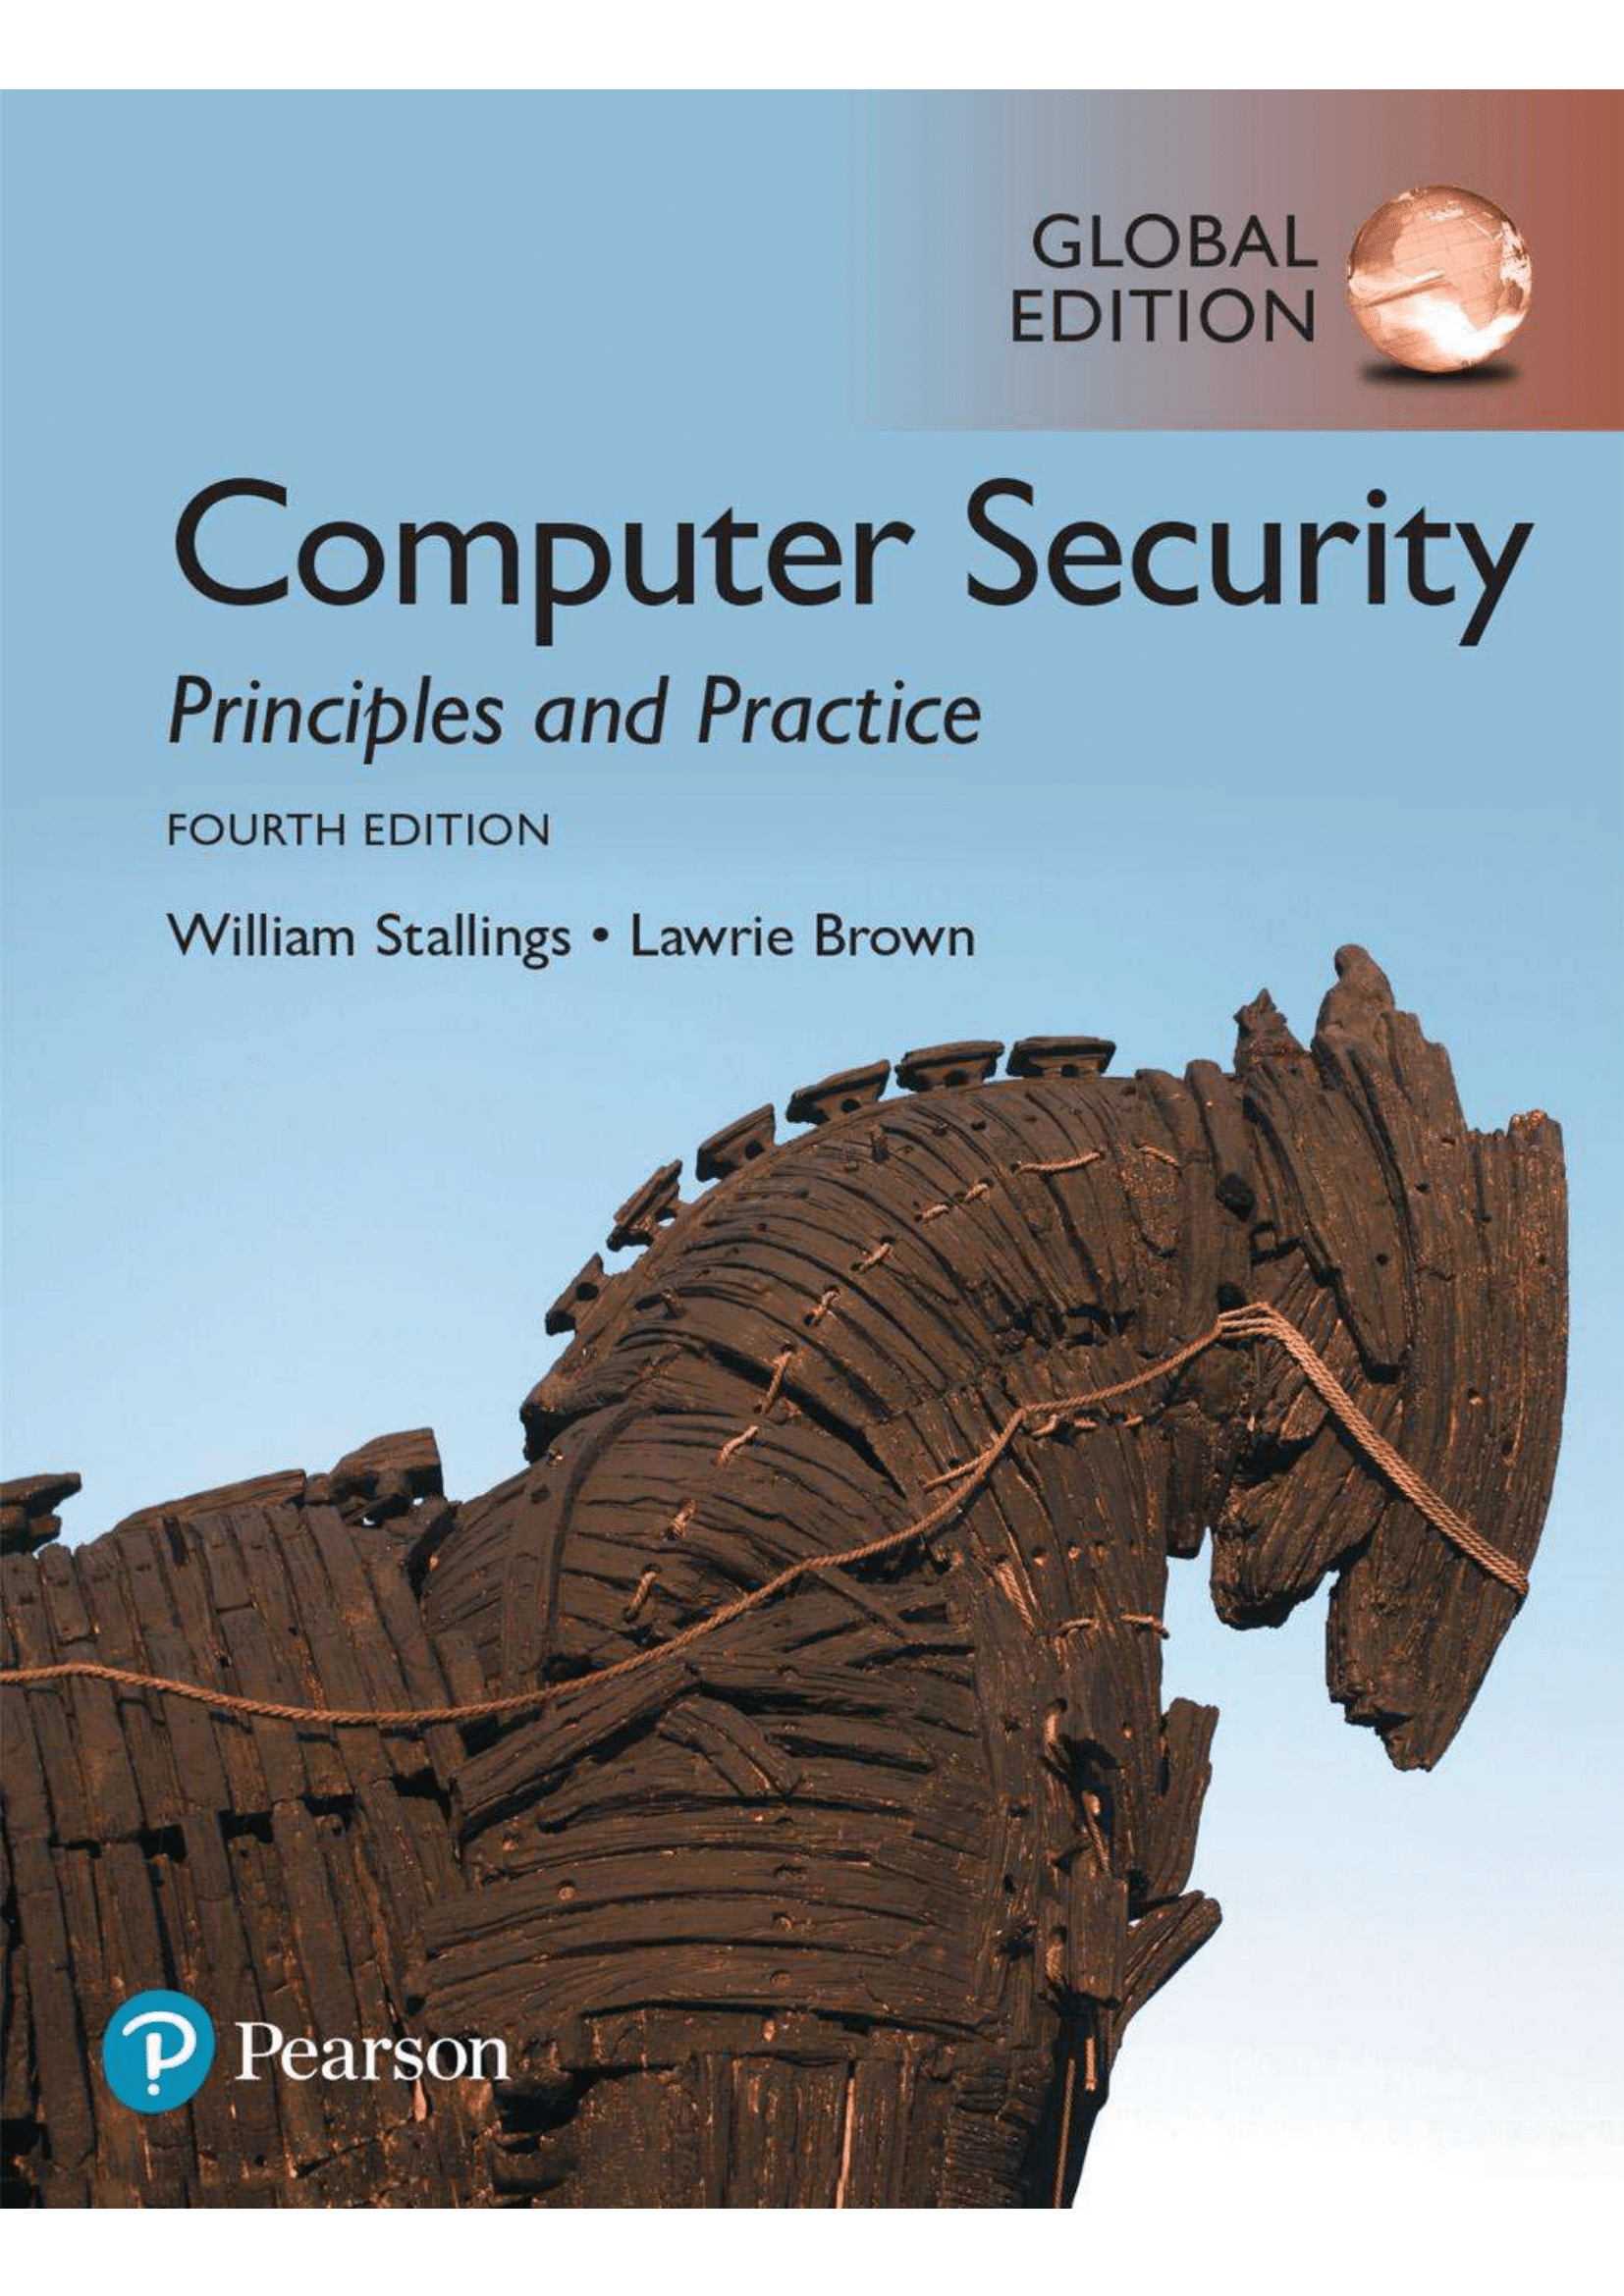 GLOBAL
EDITION
Computer Security
Principles and Practice
FOURTH EDITION
William Stallings • Lawrie Brown
Pearson